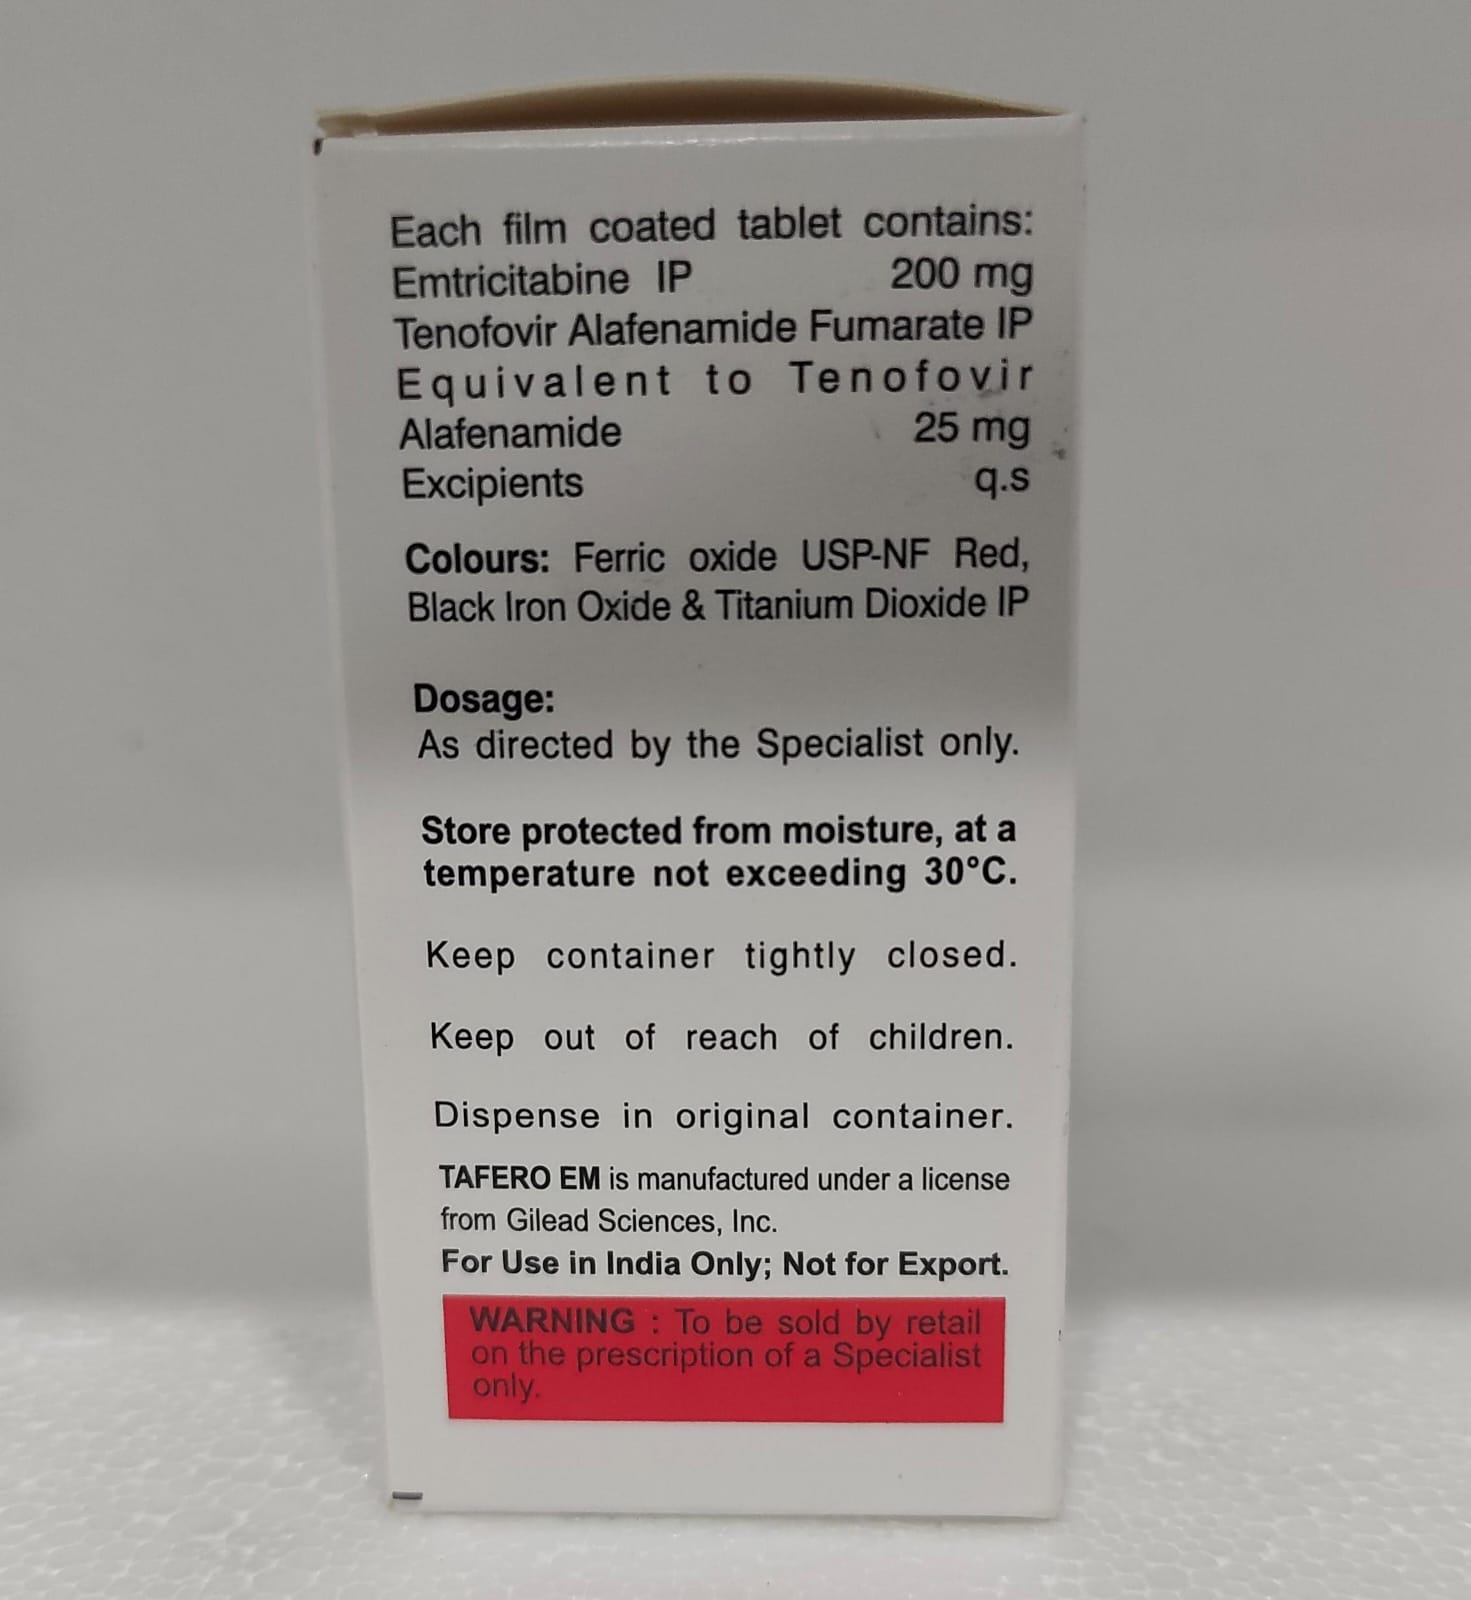 Each film coated tablet contains:
Emtricitabine IP 200 mg
Tenofovir Alafenamide Fumarate IP
Equivalent to Tenofovir
Alafenamide 25 mg
Excipients q.s
Colours: Ferric oxide USP-NF Red,
Black Iron Oxide & Titanium Dioxide IP
Dosage:
As directed by the Specialist only.
Store protected from moisture, at a
temperature not exceeding 30°C.
Keep container tightly closed.
Keep out of reach of children.
Dispense in original container.
TAFERO EM is manufactured under a license
from Gilead Sciences, Inc.
For Use in India Only; Not for Export.
WARNING : To be sold by retail
on the prescription of a Specialist
only.